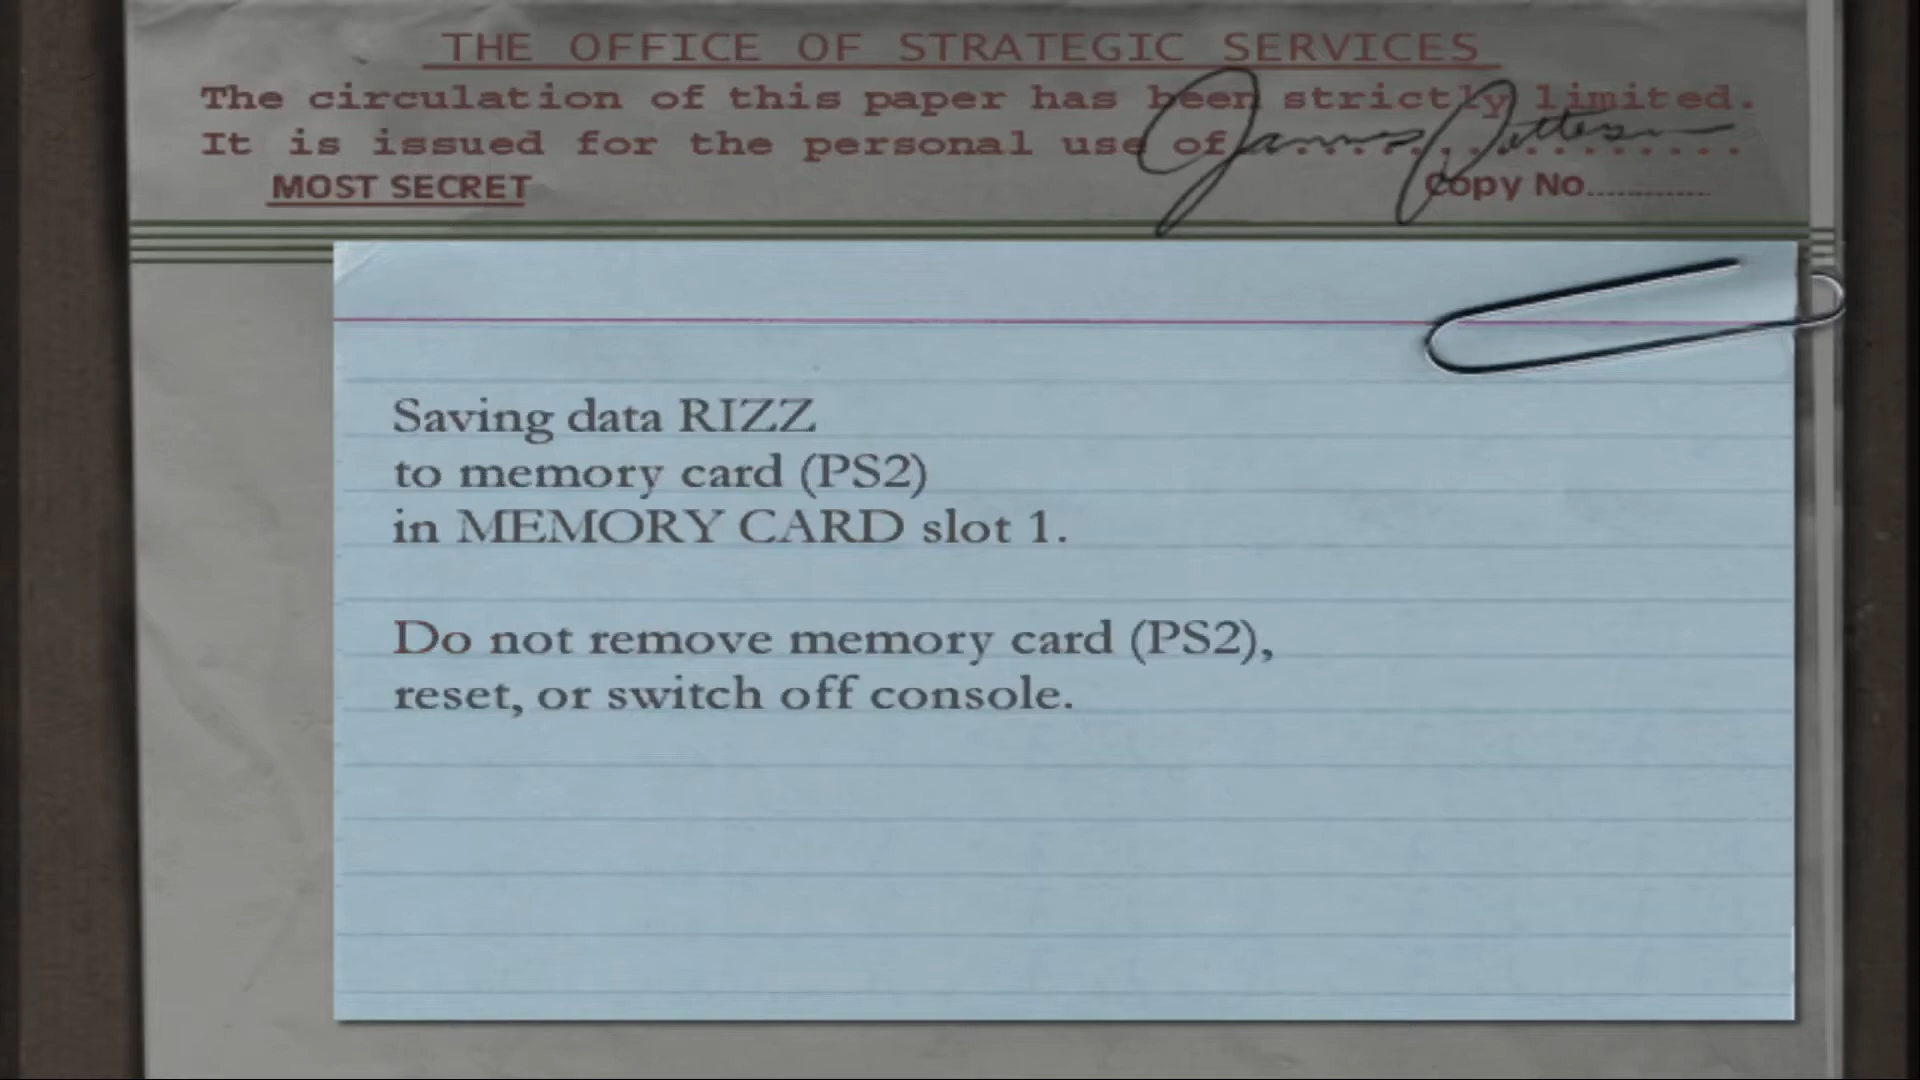 THE OFFICE OF STRATEGIC SERVICES
The circulation of this paper has been strictly limited.
It is issued for the personal use of James Patterson
MOST SECRET
Copy No..............
Saving data RIZZ
to memory card (PS2)
in MEMORY CARD slot 1.
Do not remove memory card (PS2),
reset, or switch off console.